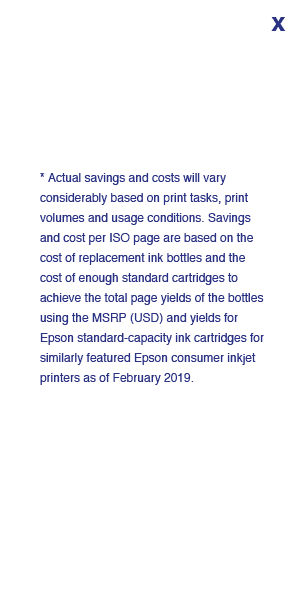 X
* Actual savings and costs will vary
considerably based on print tasks, print
volumes and usage conditions. Savings
and cost per ISO page are based on the
cost of replacement ink bottles and the
cost of enough standard cartridges to
achieve the total page yields of the bottles
using the MSRP (USD) and yields for
Epson standard-capacity ink cartridges for
similarly featured Epson consumer inkjet
printers as of February 2019.